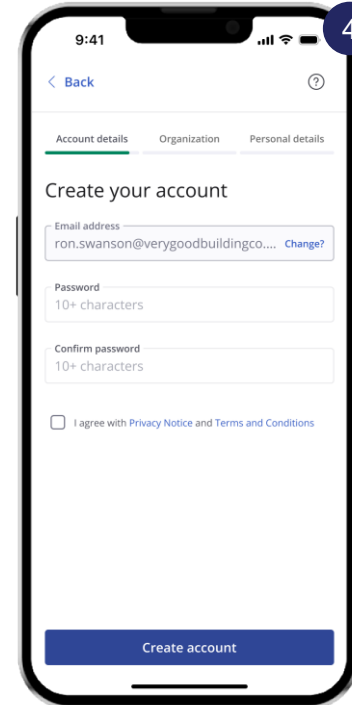 4
9:41
Back
Account details Organization Personal details
Create your account
Email address
ron.swanson@verygoodbuildingco.... Change?
Password
10+ characters
Confirm password
10+ characters
I agree with Privacy Notice and Terms and Conditions
Create account